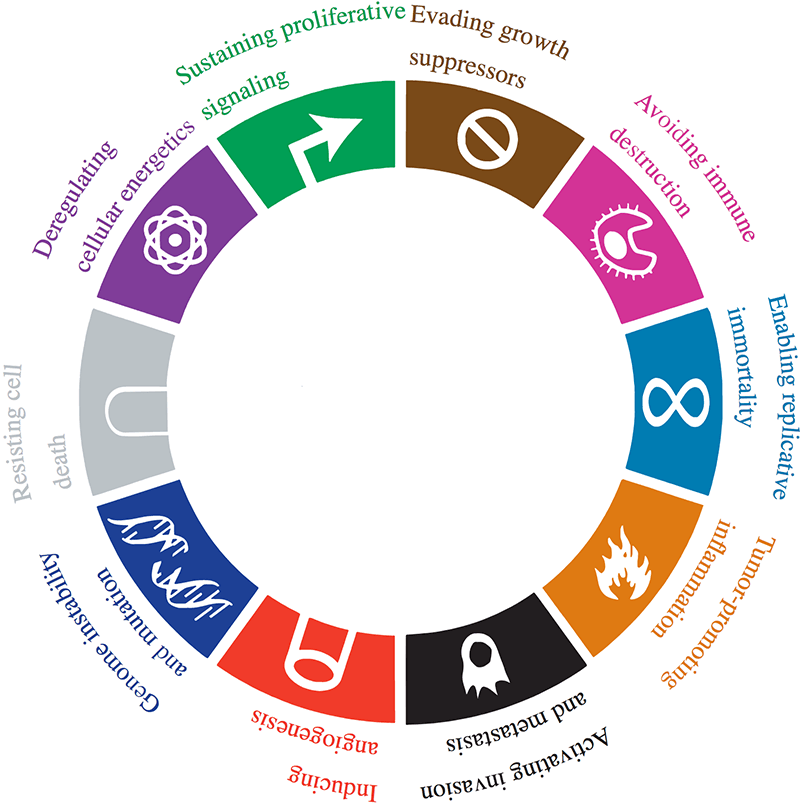 Sustaining proliferative
signaling
Evading growth
suppressors
Avoiding immune
destruction
Enabling replicative
immortality
Tumor-promoting
inflammation
Activating invasion
and metastasis
Inducing
angiogenesis
Genome instability
and mutation
Resisting cell
death
Deregulating
cellular energetics